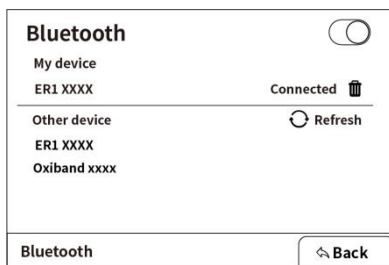 Bluetooth
My device
ER1 XXXX Connected
Other device Refresh
ER1 XXXX
Oxiband xxxx
Bluetooth Back